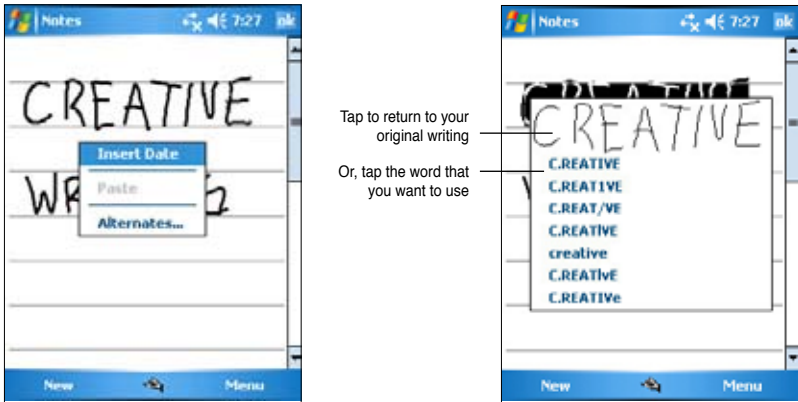 Notes 7:27 ok
CREATIVE
Insert Date
Paste
Alternates...
New Menu
Tap to return to your
original writing
Or, tap the word that
you want to use
Notes 7:27 ok
CREATIVE
C.REATIVE
C.REAT1VE
C.REAT/VE
C.REATlVE
creative
C.REATlvE
C.REATIVe
New Menu